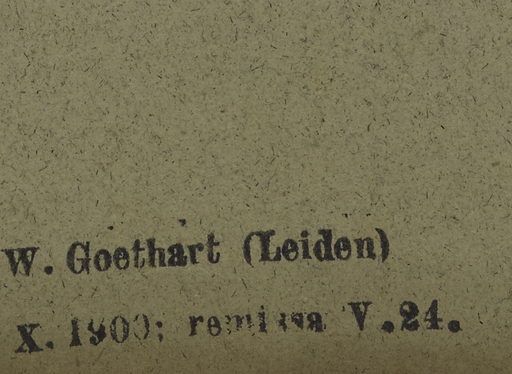 W. Goethart (Leiden)
X. 1900; remissa V.24.